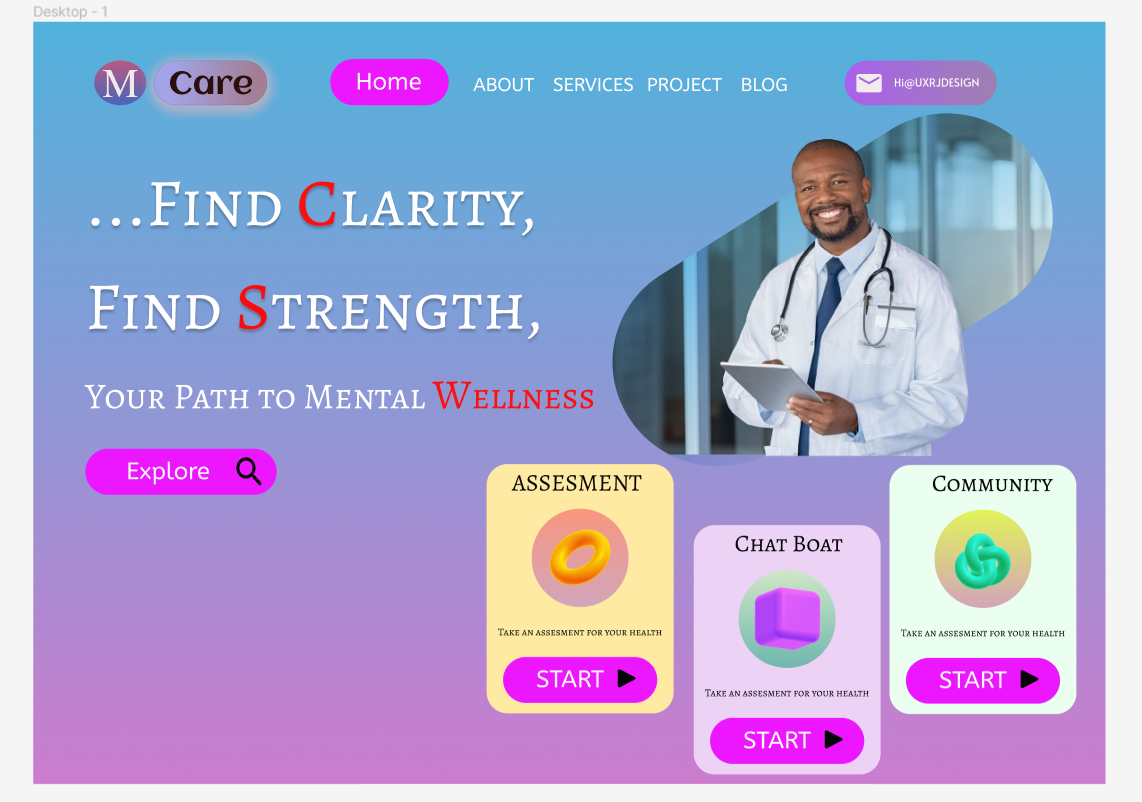 Desktop - 1
M Care
Home ABOUT SERVICES PROJECT BLOG
Hi@UXRJDESIGN
...Find Clarity,
Find Strength,
Your Path to Mental Wellness
Explore
ASSESMENT
Take an assesment for your health
START
Chat Boat
Take an assesment for your health
START
Community
Take an assesment for your health
START